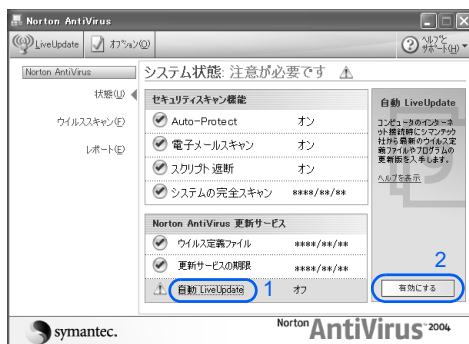 Norton AntiVirus
LiveUpdate オプション(O) ヘルプと
サポート(H)
Norton AntiVirus
状態(U)
ウイルススキャン(F)
レポート(E)
システム状態: 注意が必要です
セキュリティスキャン機能
Auto-Protect オン
電子メールスキャン オン
スクリプト遮断 オン
システムの完全スキャン ****/**/**
Norton AntiVirus 更新サービス
ウイルス定義ファイル ****/**/**
更新サービスの期限 ****/**/**
自動 LiveUpdate 1 オフ
自動 LiveUpdate
コンピュータのインターネ
ット接続時にシマンテック
社から最新のウイルス定
義ファイルやプログラムの
更新版を入手します。
ヘルプを表示
2
有効にする
symantec.
Norton AntiVirus 2004